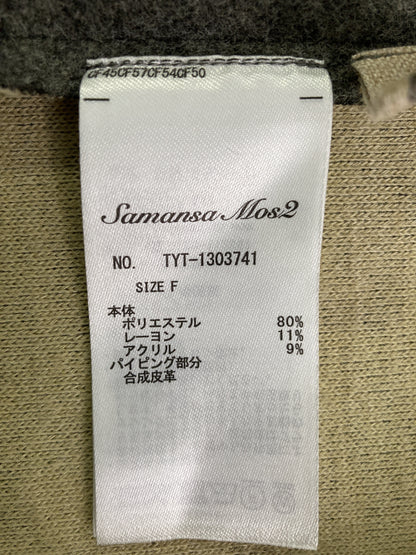 CF45CF57CF54CF50
Samansa Mos2
NO. TYT-1303741
SIZE F
本体
ポリエステル 80%
レーヨン 11%
アクリル 9%
パイピング部分
合成皮革